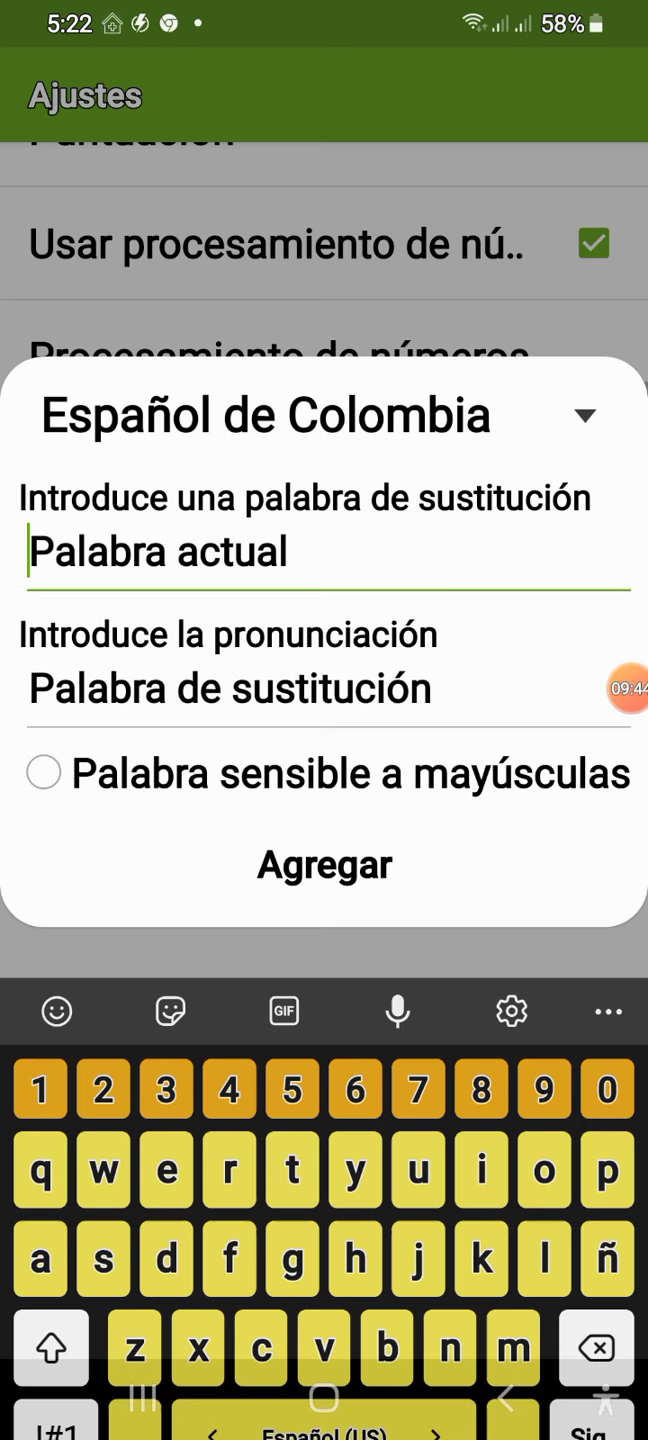 5:22
58%
Ajustes
Puntuación
Usar procesamiento de nú..
Procesamiento de números
Español de Colombia
Introduce una palabra de sustitución
Palabra actual
Introduce la pronunciación
Palabra de sustitución
09:44
Palabra sensible a mayúsculas
Agregar
GIF
1 2 3 4 5 6 7 8 9 0
q w e r t y u i o p
a s d f g h j k l ñ
z x c v b n m
!#1 < Español (US) > Sig.